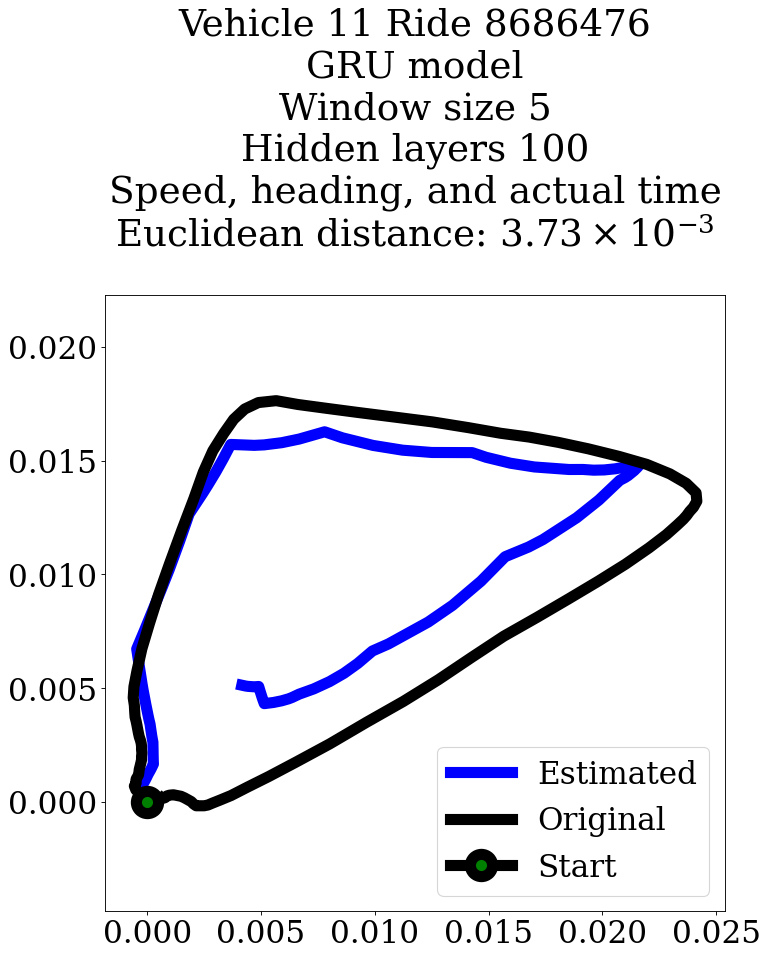 Vehicle 11 Ride 8686476
GRU model
Window size 5
Hidden layers 100
Speed, heading, and actual time
Euclidean distance: 3.73 × 10⁻³
0.020
0.015
0.010
0.005
0.000
Estimated
Original
Start
0.000 0.005 0.010 0.015 0.020 0.025